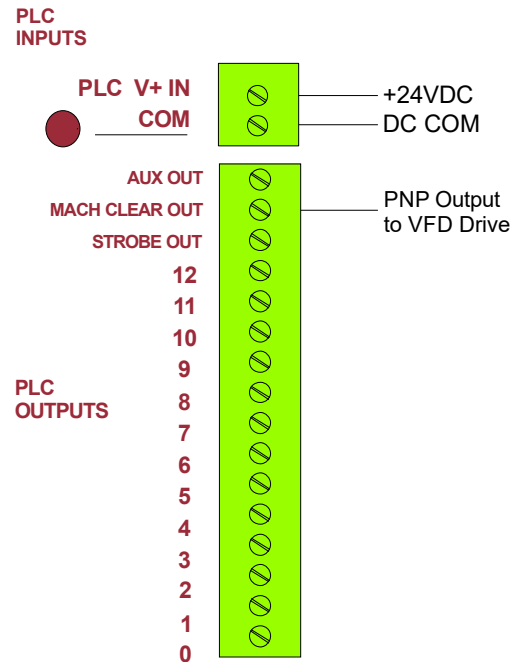 PLC
INPUTS
PLC V+ IN
+24VDC
COM
DC COM
AUX OUT
MACH CLEAR OUT
PNP Output
to VFD Drive
STROBE OUT
12
11
10
9
PLC
OUTPUTS
8
7
6
5
4
3
2
1
0